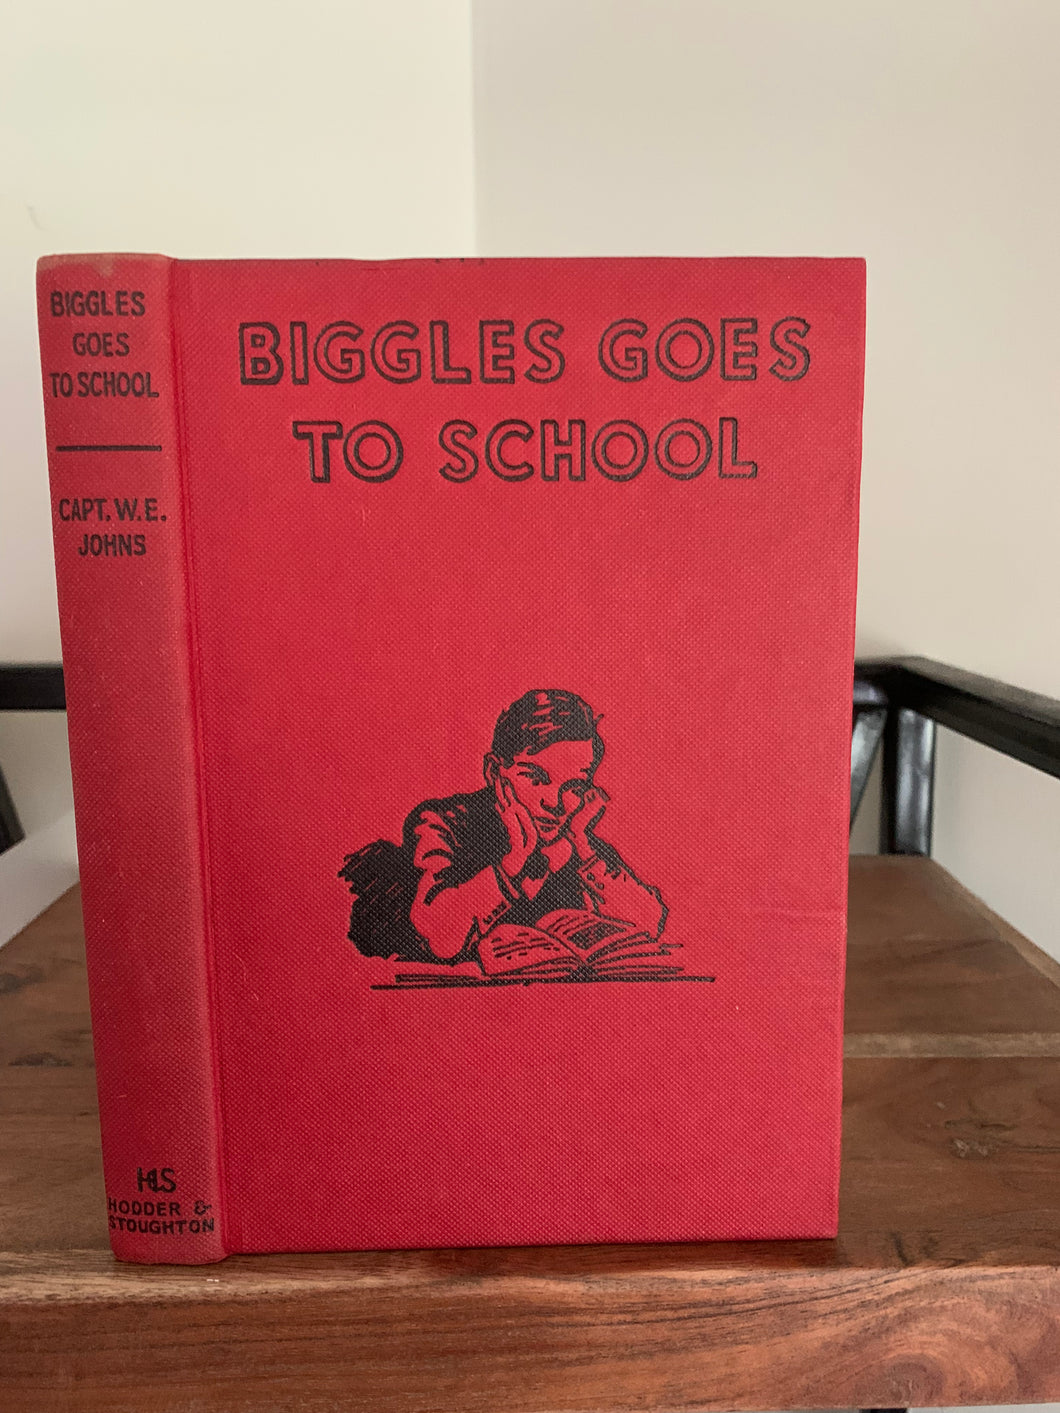 BIGGLES
GOES
TO SCHOOL
CAPT. W. E.
JOHNS
HS
HODDER &
STOUGHTON
BIGGLES GOES
TO SCHOOL